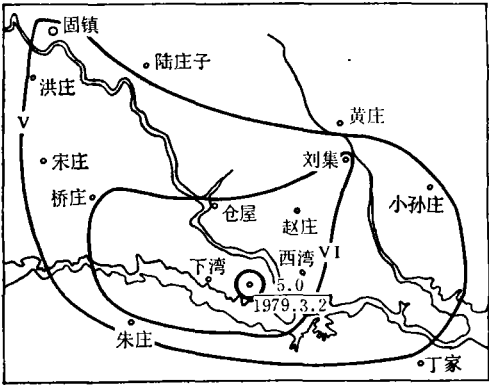 固镇
陆庄子
洪庄
黄庄
V
宋庄
刘集
桥庄
小孙庄
仓屋
赵庄
下湾
西湾
VI
5.0
1979.3.2
朱庄
丁家